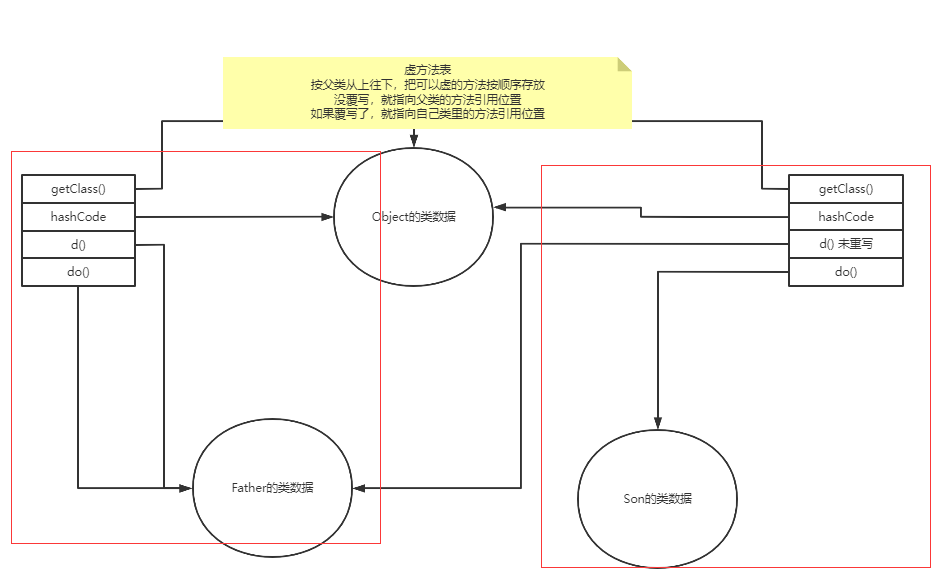 虚方法表
按父类从上往下，把可以虚的方法按顺序存放
没覆写，就指向父类的方法引用位置
如果覆写了，就指向自己类里的方法引用位置
getClass()
hashCode
d()
do()
Object的类数据
getClass()
hashCode
d() 未重写
do()
Father的类数据
Son的类数据